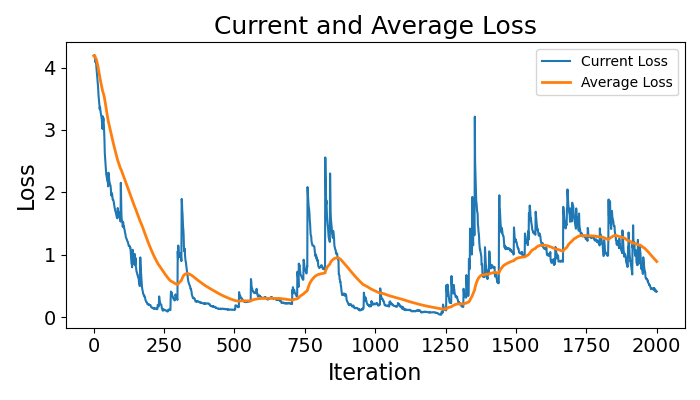 Current and Average Loss
Current Loss
Average Loss
Loss
4
3
2
1
0
0 250 500 750 1000 1250 1500 1750 2000
Iteration